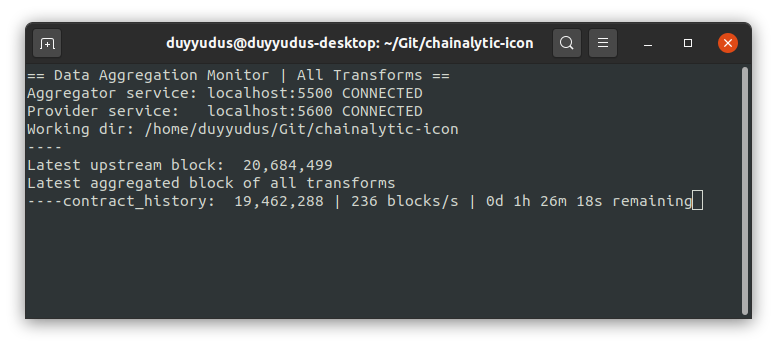 duyyudus@duyyudus-desktop: ~/Git/chainalytic-icon
== Data Aggregation Monitor | All Transforms ==
Aggregator service: localhost:5500 CONNECTED
Provider service:   localhost:5600 CONNECTED
Working dir: /home/duyyudus/Git/chainalytic-icon
----
Latest upstream block:  20,684,499
Latest aggregated block of all transforms
----contract_history:  19,462,288 | 236 blocks/s | 0d 1h 26m 18s remaining